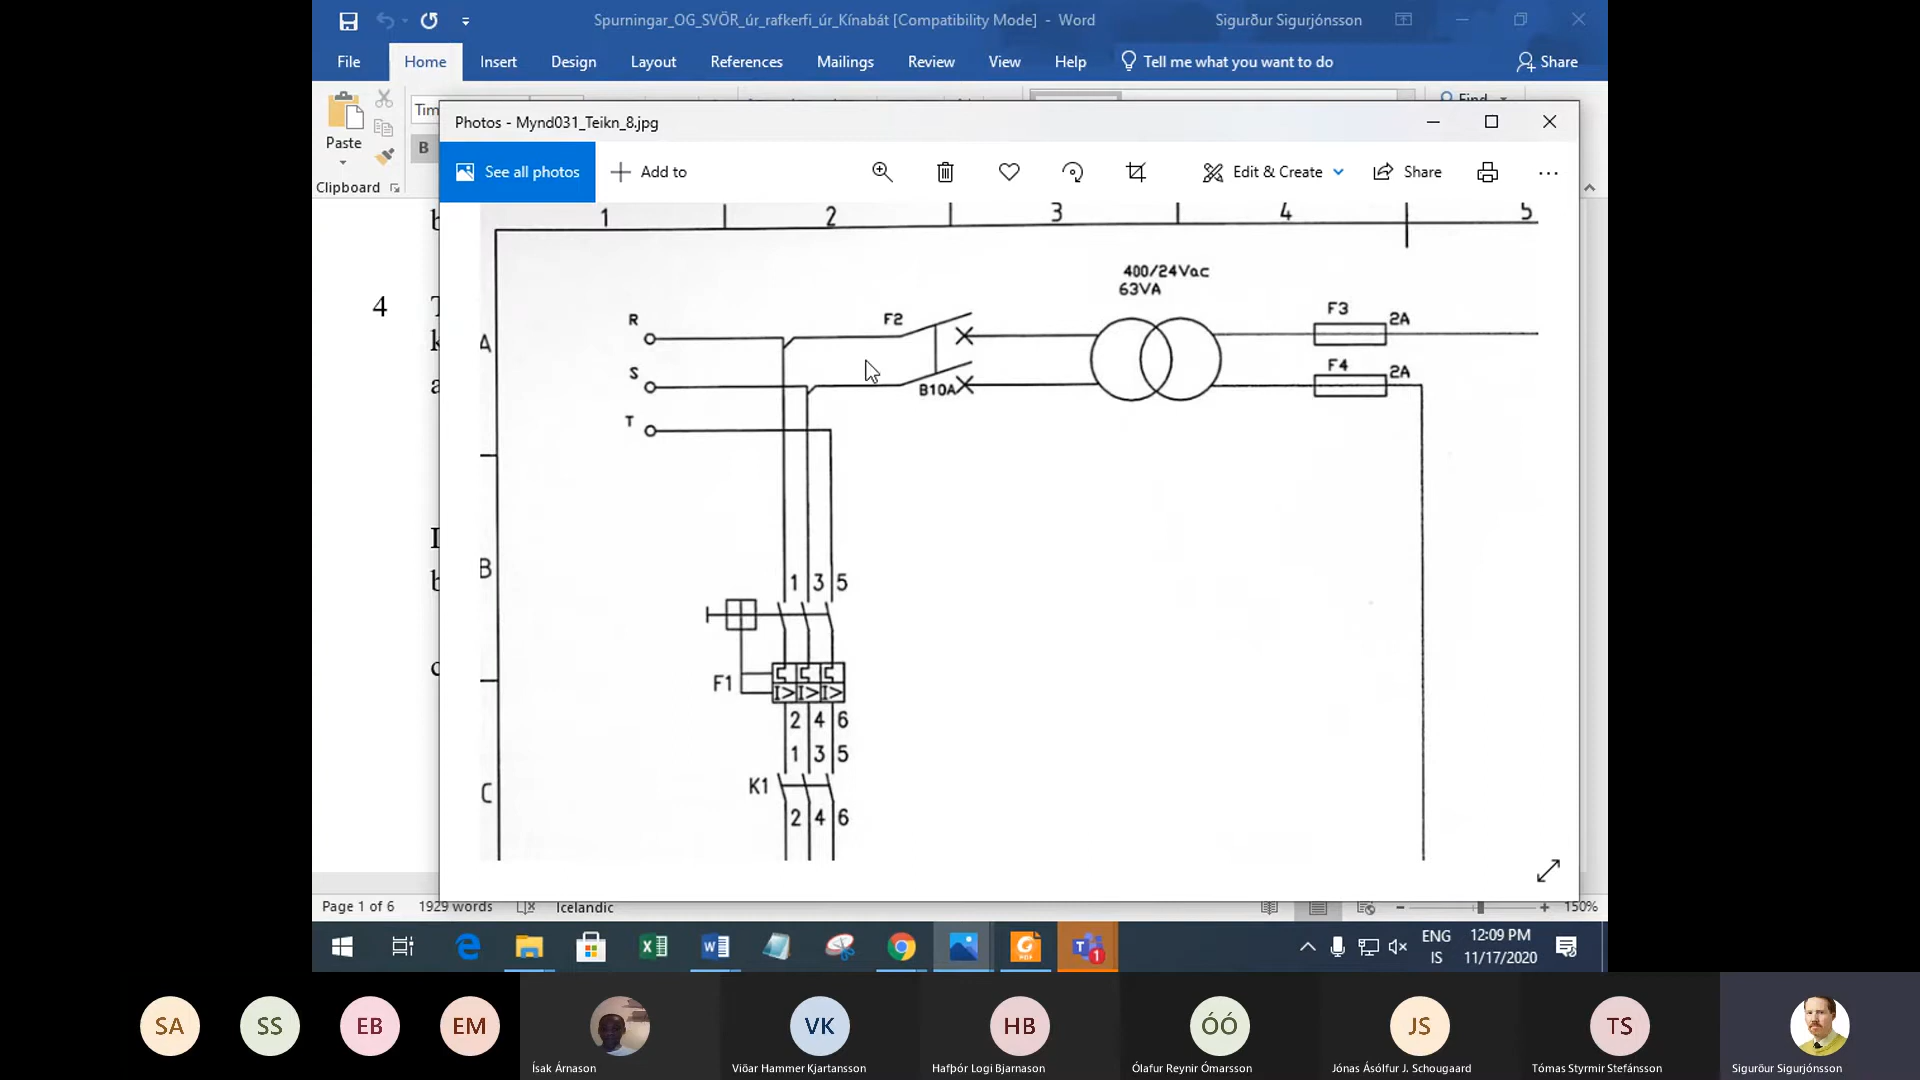 Spurningar_OG_SVÖR_úr_rafkerfi_úr_Kínabát [Compatibility Mode] - Word
Sigurður Sigurjónsson
File Home Insert Design Layout References Mailings Review View Help Tell me what you want to do Share
Paste
Clipboard
Tim
B
Find
Photos - Mynd031_Teikn_8.jpg
See all photos Add to Edit & Create Share
1 2 3 4 5
400/24Vac
63VA
R F2 F3 2A
A
S B10A F4 2A
T
4
B
1 3 5
F1
I> I> I>
2 4 6
1 3 5
K1
C
2 4 6
Page 1 of 6 1929 words Icelandic 150%
ENG
IS
12:09 PM
11/17/2020
1
SA SS EB EM VK HB ÓÓ JS TS
Ísak Árnason
Viðar Hammer Kjartansson
Hafþór Logi Bjarnason
Ólafur Reynir Ómarsson
Jónas Ásólfur J. Schougaard
Tómas Styrmir Stefánsson
Sigurður Sigurjónsson